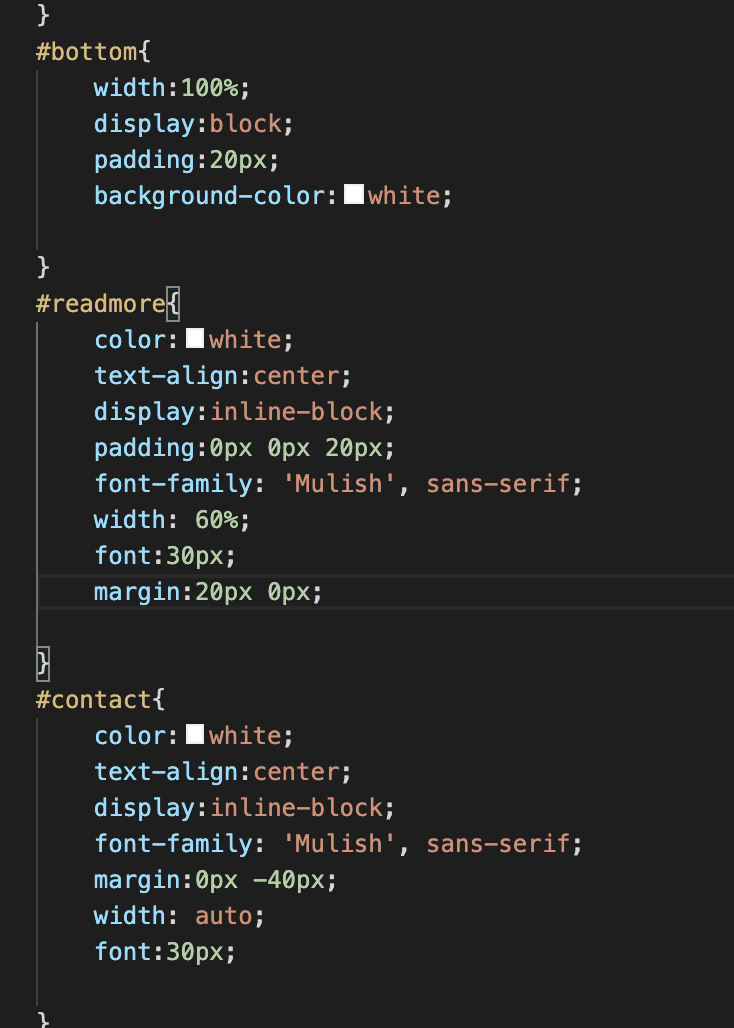 }
#bottom{
    width:100%;
    display:block;
    padding:20px;
    background-color:white;
}
#readmore{
    color:white;
    text-align:center;
    display:inline-block;
    padding:0px 0px 20px;
    font-family: 'Mulish', sans-serif;
    width: 60%;
    font:30px;
    margin:20px 0px;
}
#contact{
    color:white;
    text-align:center;
    display:inline-block;
    font-family: 'Mulish', sans-serif;
    margin:0px -40px;
    width: auto;
    font:30px;
}